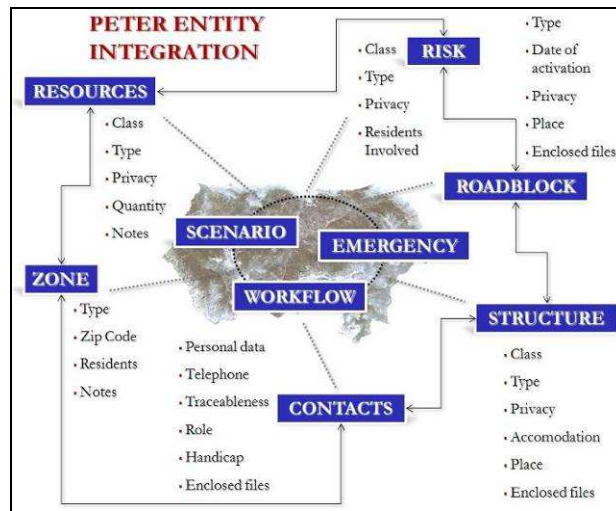 PETER ENTITY
INTEGRATION
RESOURCES
• Class
• Type
• Privacy
• Quantity
• Notes
• Class
• Type
• Privacy
• Residents
Involved
RISK
• Type
• Date of
activation
• Privacy
• Place
• Enclosed files
ROADBLOCK
SCENARIO
EMERGENCY
WORKFLOW
ZONE
• Type
• Zip Code
• Residents
• Notes
• Personal data
• Telephone
• Traceableness
• Role
• Handicap
• Enclosed files
CONTACTS
STRUCTURE
• Class
• Type
• Privacy
• Accomodation
• Place
• Enclosed files